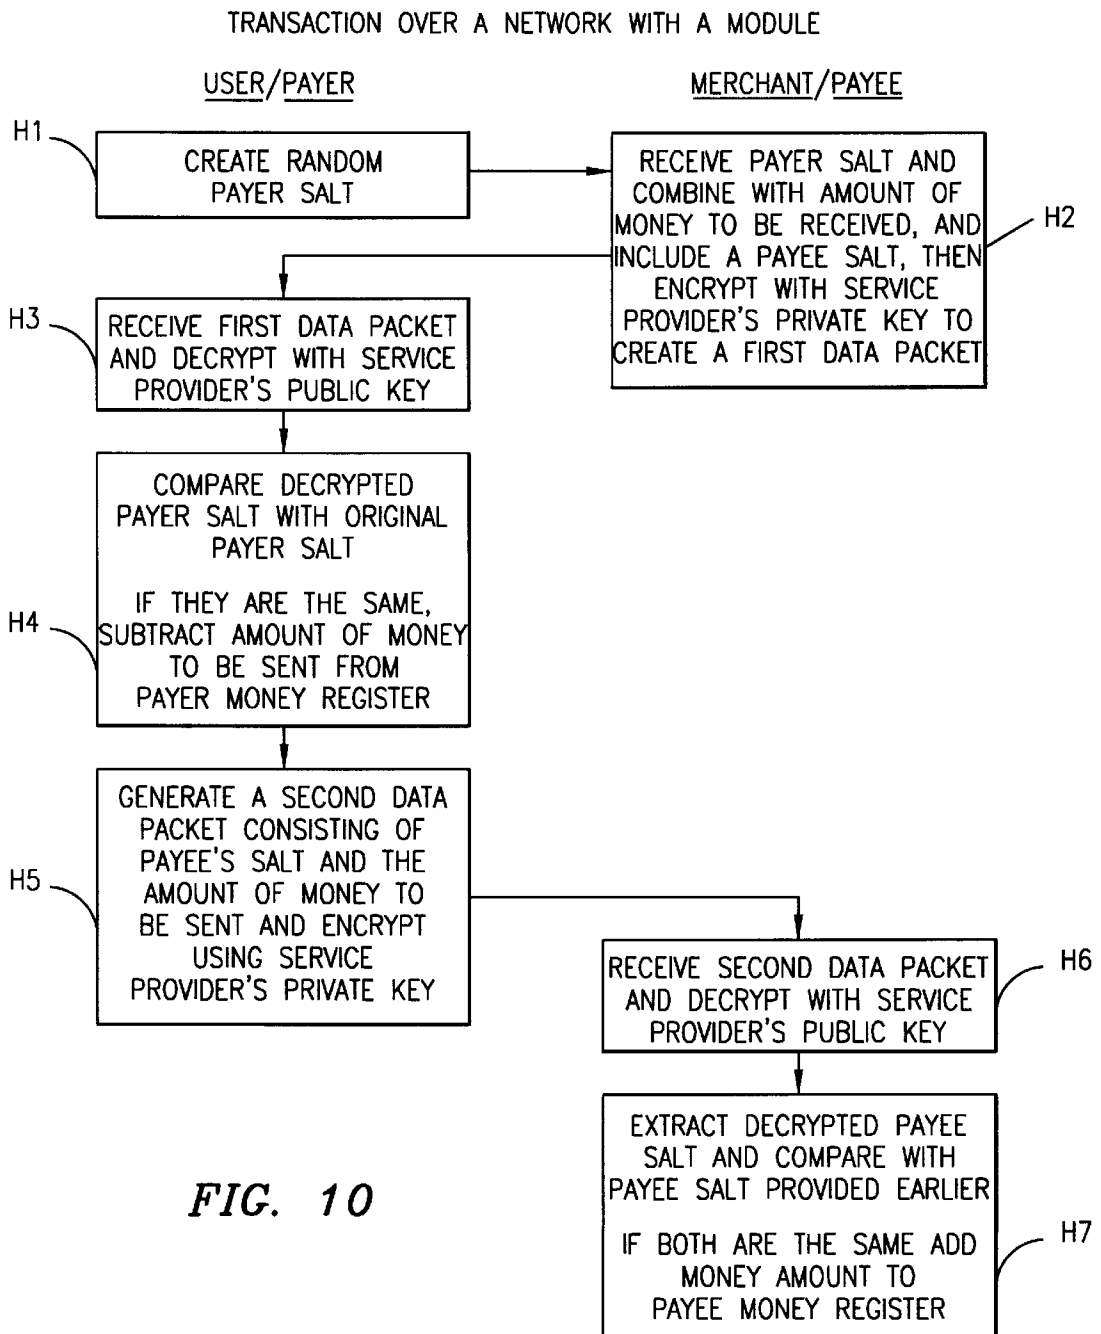 TRANSACTION OVER A NETWORK WITH A MODULE
USER/PAYER
MERCHANT/PAYEE
H1
CREATE RANDOM
PAYER SALT
RECEIVE PAYER SALT AND
COMBINE WITH AMOUNT OF
MONEY TO BE RECEIVED, AND
INCLUDE A PAYEE SALT, THEN
ENCRYPT WITH SERVICE
PROVIDER'S PRIVATE KEY TO
CREATE A FIRST DATA PACKET
H2
H3
RECEIVE FIRST DATA PACKET
AND DECRYPT WITH SERVICE
PROVIDER'S PUBLIC KEY
COMPARE DECRYPTED
PAYER SALT WITH ORIGINAL
PAYER SALT
IF THEY ARE THE SAME,
SUBTRACT AMOUNT OF MONEY
TO BE SENT FROM
PAYER MONEY REGISTER
H4
GENERATE A SECOND DATA
PACKET CONSISTING OF
PAYEE'S SALT AND THE
AMOUNT OF MONEY TO
BE SENT AND ENCRYPT
USING SERVICE
PROVIDER'S PRIVATE KEY
H5
RECEIVE SECOND DATA PACKET
AND DECRYPT WITH SERVICE
PROVIDER'S PUBLIC KEY
H6
EXTRACT DECRYPTED PAYEE
SALT AND COMPARE WITH
PAYEE SALT PROVIDED EARLIER
IF BOTH ARE THE SAME ADD
MONEY AMOUNT TO
PAYEE MONEY REGISTER
H7
FIG. 10